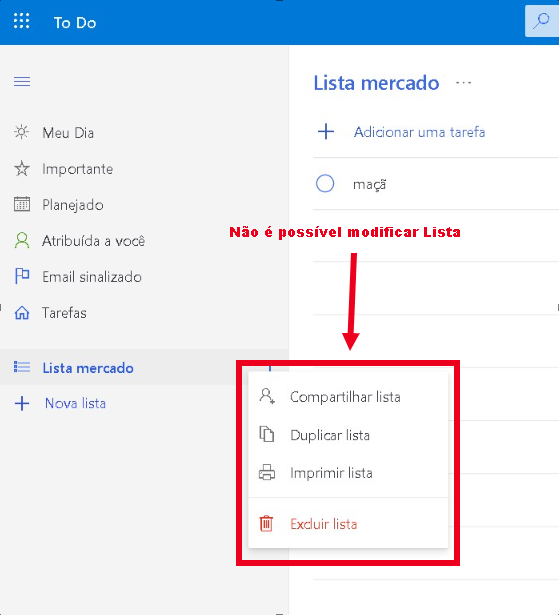 To Do
Lista mercado ...
Adicionar uma tarefa
Meu Dia
Importante
maçã
Planejado
Atribuída a você
Não é possível modificar Lista
Email sinalizado
Tarefas
Lista mercado
Nova lista
Compartilhar lista
Duplicar lista
Imprimir lista
Excluir lista